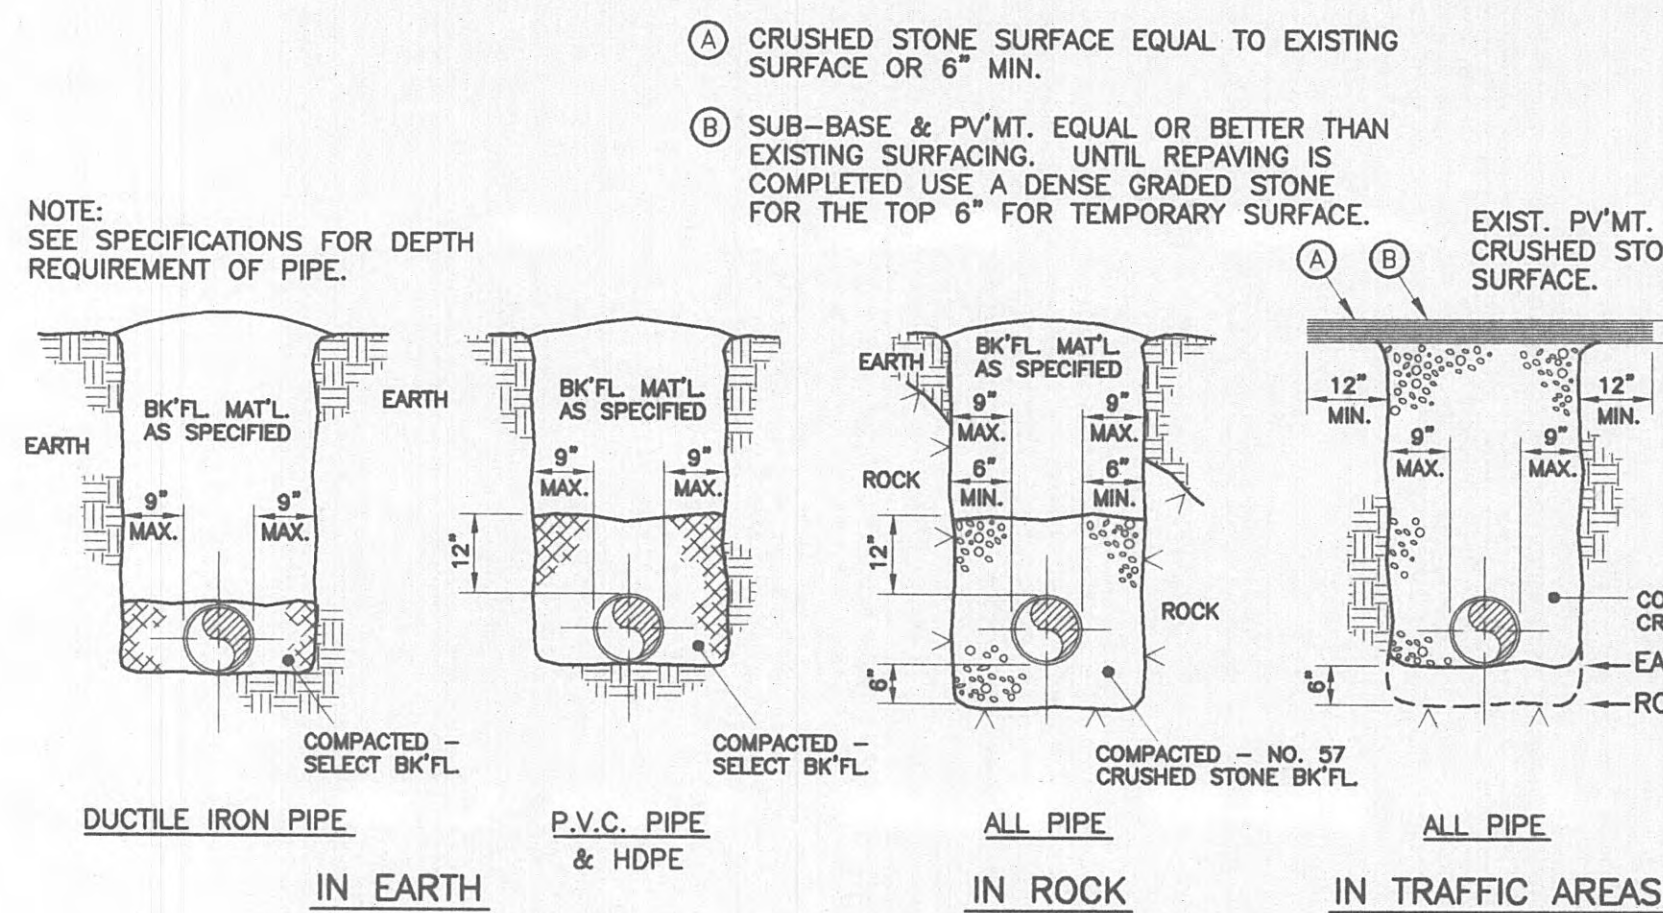 Ⓐ CRUSHED STONE SURFACE EQUAL TO EXISTING
SURFACE OR 6" MIN.
Ⓑ SUB-BASE & PV'MT. EQUAL OR BETTER THAN
EXISTING SURFACING. UNTIL REPAVING IS
COMPLETED USE A DENSE GRADED STONE
FOR THE TOP 6" FOR TEMPORARY SURFACE.
NOTE:
SEE SPECIFICATIONS FOR DEPTH
REQUIREMENT OF PIPE.
EARTH
BK'FL. MAT'L.
AS SPECIFIED
9"
MAX.
9"
MAX.
COMPACTED -
SELECT BK'FL.
DUCTILE IRON PIPE
EARTH
BK'FL. MAT'L.
AS SPECIFIED
9"
MAX.
9"
MAX.
12"
COMPACTED -
SELECT BK'FL.
P.V.C. PIPE
& HDPE
IN EARTH
EARTH
BK'FL. MAT'L.
AS SPECIFIED
9"
MAX.
9"
MAX.
6"
MIN.
6"
MIN.
ROCK
12"
ROCK
6"
COMPACTED - NO. 57
CRUSHED STONE BK'FL.
ALL PIPE
IN ROCK
EXIST. PV'MT.
CRUSHED
SURFACE.
Ⓐ Ⓑ
12"
MIN.
12"
MIN.
9"
MAX.
9"
MAX.
6"
ALL PIPE
IN TRAFFIC AREAS